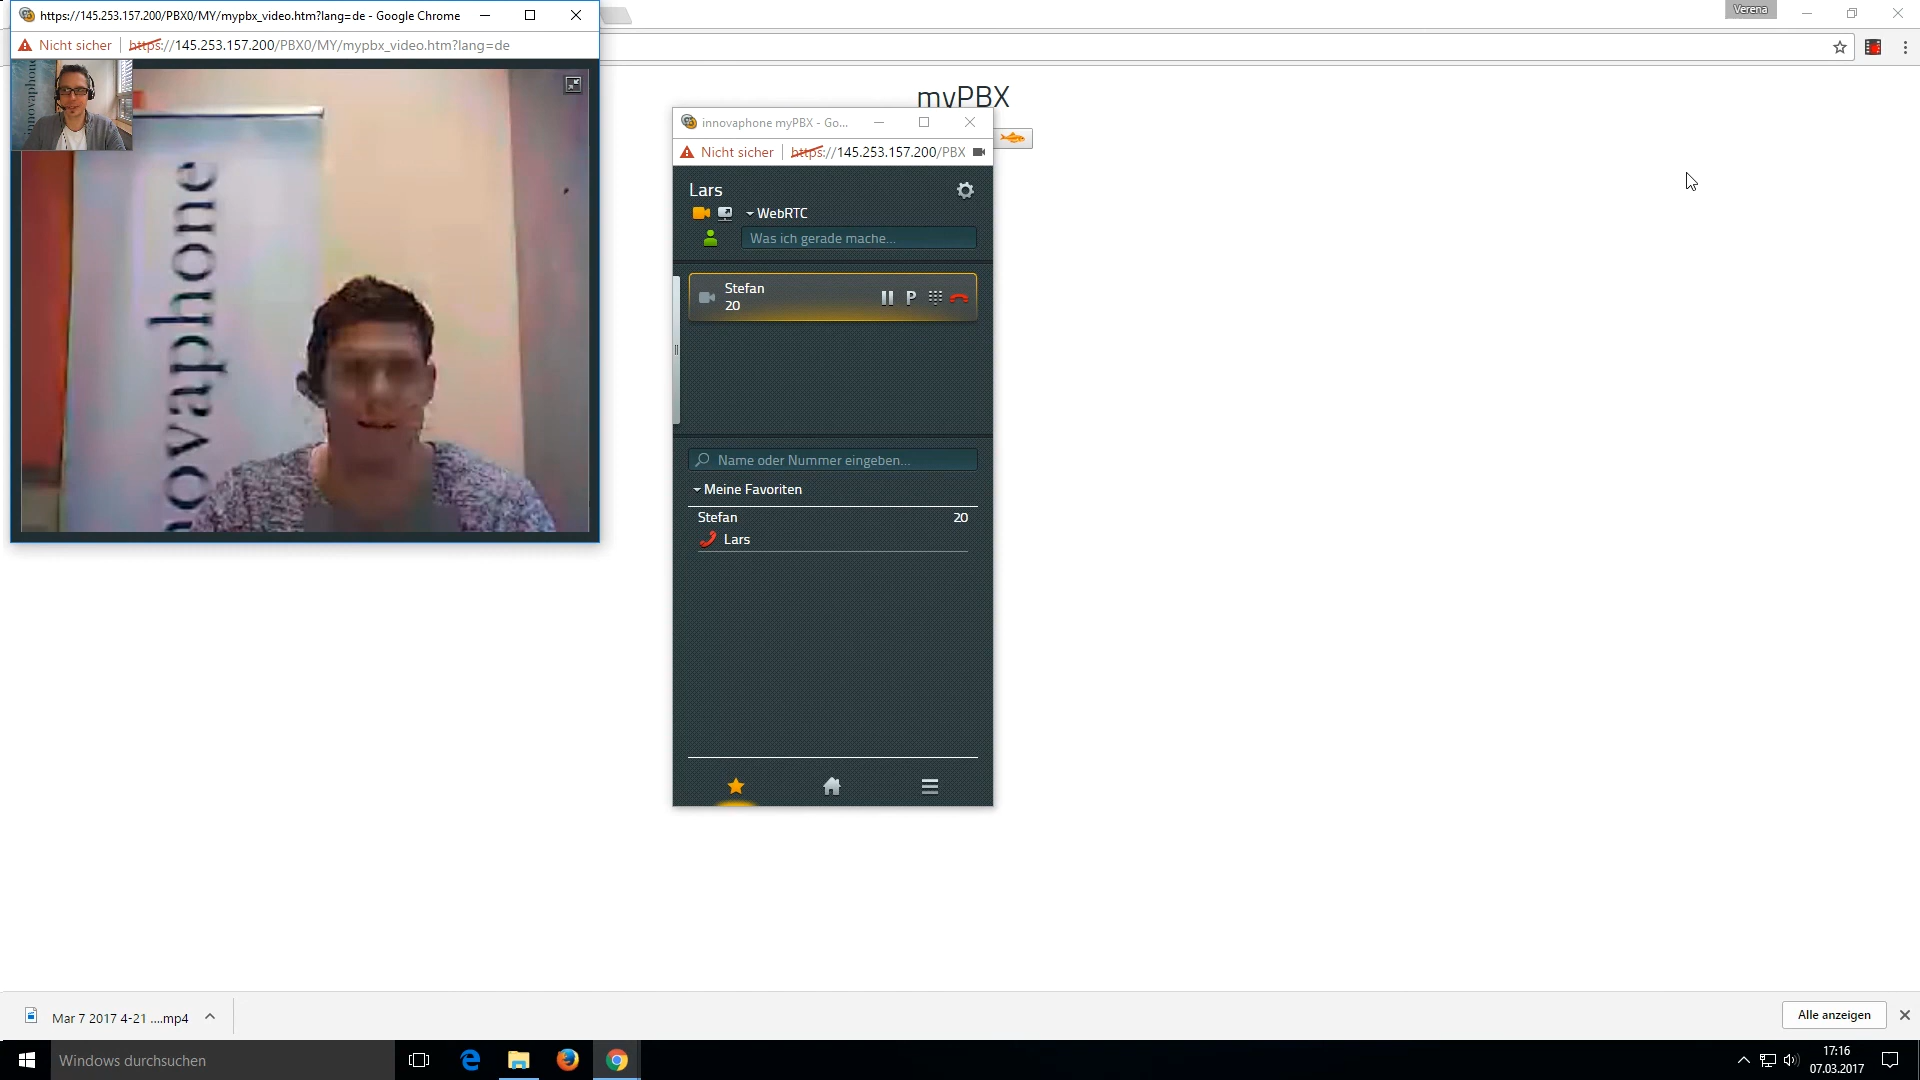 https://145.253.157.200/PBX0/MY/mypbx_video.htm?lang=de - Google Chrome
Verena
Nicht sicher
https://145.253.157.200/PBX0/MY/mypbx_video.htm?lang=de
innovaphone
novaphone
myPBX
innovaphone myPBX - Go...
Nicht sicher
https://145.253.157.200/PBX
Lars
WebRTC
Was ich gerade mache...
Stefan
20
P
Name oder Nummer eingeben...
Meine Favoriten
Stefan 20
Lars
Mar 7 2017 4-21 ....mp4
Alle anzeigen
Windows durchsuchen
17:16
07.03.2017